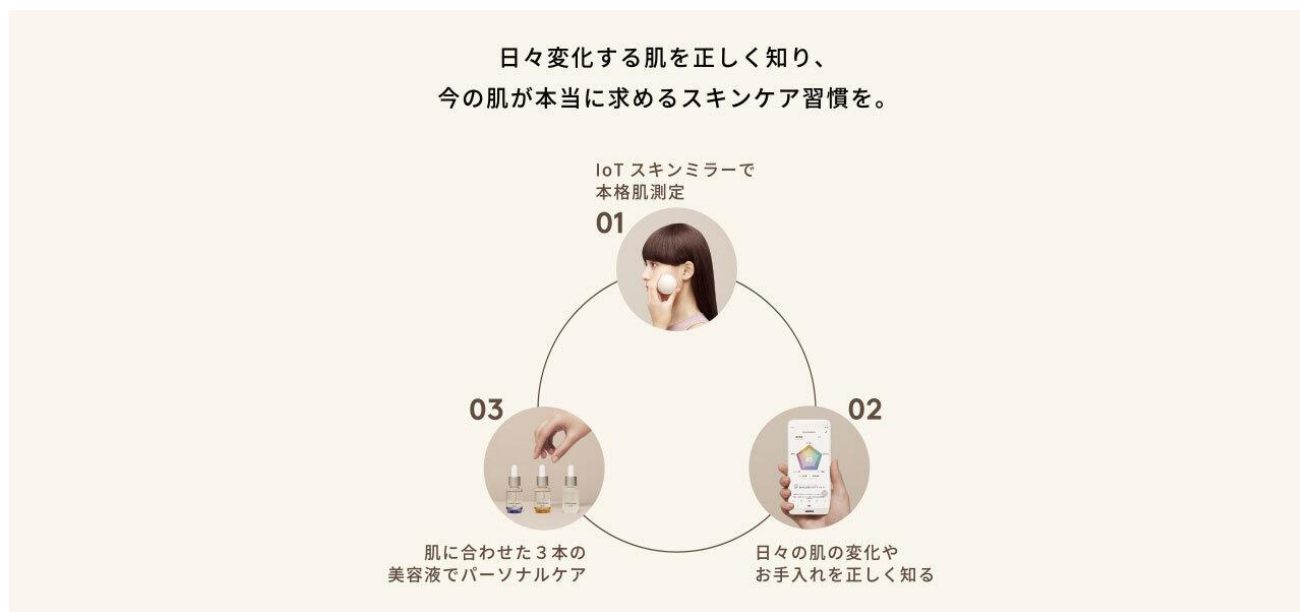 日々変化する肌を正しく知り、
今の肌が本当に求めるスキンケア習慣を。
IoT スキンミラーで
本格肌測定
01
02
日々の肌の変化や
お手入れを正しく知る
03
肌に合わせた3本の
美容液でパーソナルケア